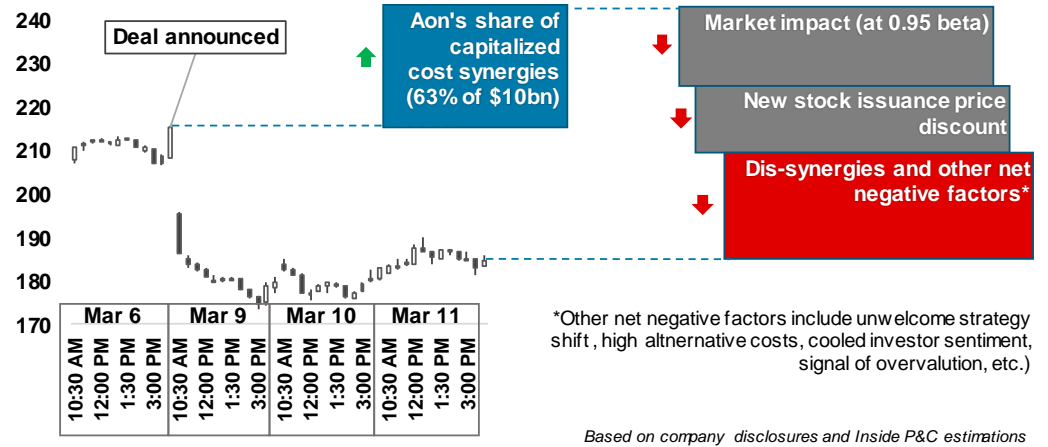 240
230
220
210
200
190
180
170
Deal announced
Aon's share of
capitalized
cost synergies
(63% of $10bn)
Market impact (at 0.95 beta)
New stock issuance price
discount
Dis-synergies and other net
negative factors*
Mar 6
Mar 9
Mar 10
Mar 11
10:30 AM
12:00 PM
1:30 PM
3:00 PM
10:30 AM
12:00 PM
1:30 PM
3:00 PM
10:30 AM
12:00 PM
1:30 PM
3:00 PM
10:30 AM
12:00 PM
1:30 PM
3:00 PM
*Other net negative factors include unwelcome strategy
shift , high altnernative costs, cooled investor sentiment,
signal of overvalution, etc.)
Based on company disclosures and Inside P&C estimations